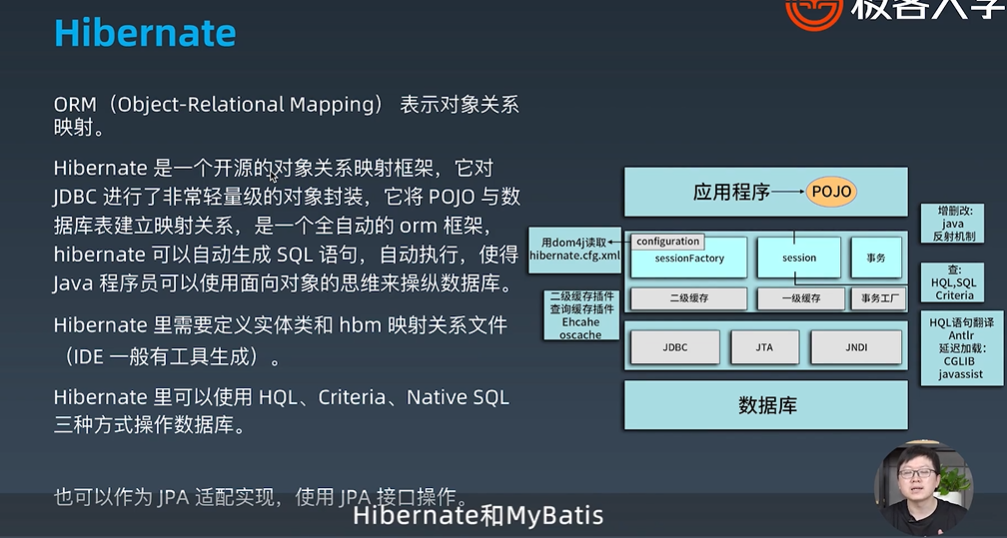 Hibernate
极客大学
ORM（Object-Relational Mapping） 表示对象关系
映射。
Hibernate 是一个开源的对象关系映射框架，它对
JDBC 进行了非常轻量级的对象封装，它将 POJO 与数
据库表建立映射关系，是一个全自动的 orm 框架，
hibernate 可以自动生成 SQL 语句，自动执行，使得
Java 程序员可以使用面向对象的思维来操纵数据库。
Hibernate 里需要定义实体类和 hbm 映射关系文件
（IDE 一般有工具生成）。
Hibernate 里可以使用 HQL、Criteria、Native SQL
三种方式操作数据库。
也可以作为 JPA 适配实现，使用 JPA 接口操作。
应用程序
POJO
用dom4j读取
hibernate.cfg.xml
configuration
sessionFactory
session
事务
二级缓存
一级缓存
事务工厂
二级缓存插件
查询缓存插件
Ehcahe
oscache
JDBC
JTA
JNDI
数据库
增删改:
java
反射机制
查:
HQL,SQL
Criteria
HQL语句翻译
Antlr
延迟加载:
CGLIB
javassist
Hibernate和MyBatis